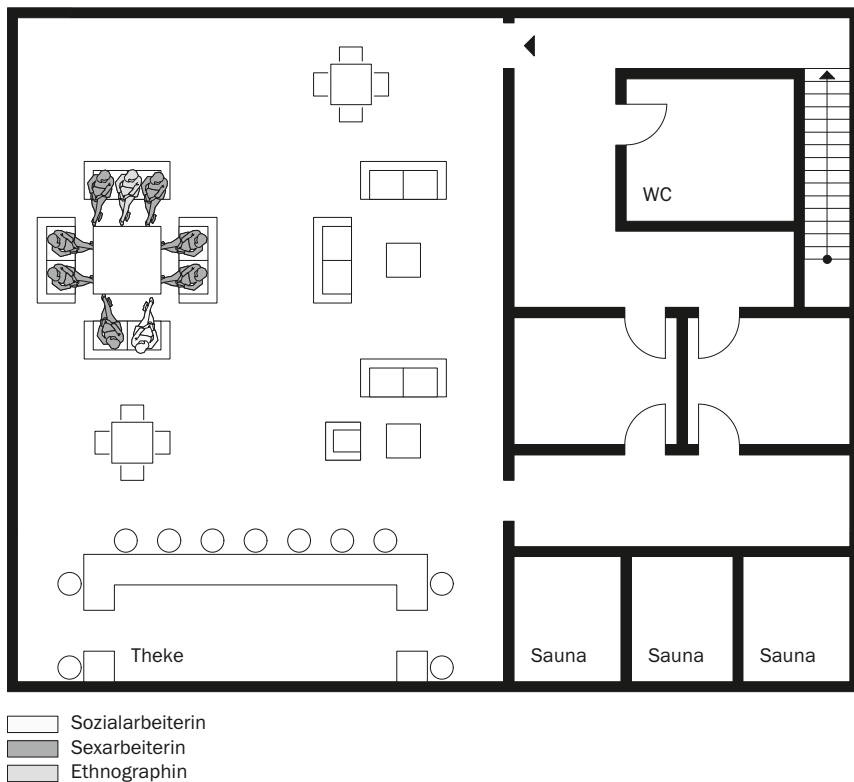 WC
Theke
Sauna
Sauna
Sauna
Sozialarbeiterin
Sexarbeiterin
Ethnographin